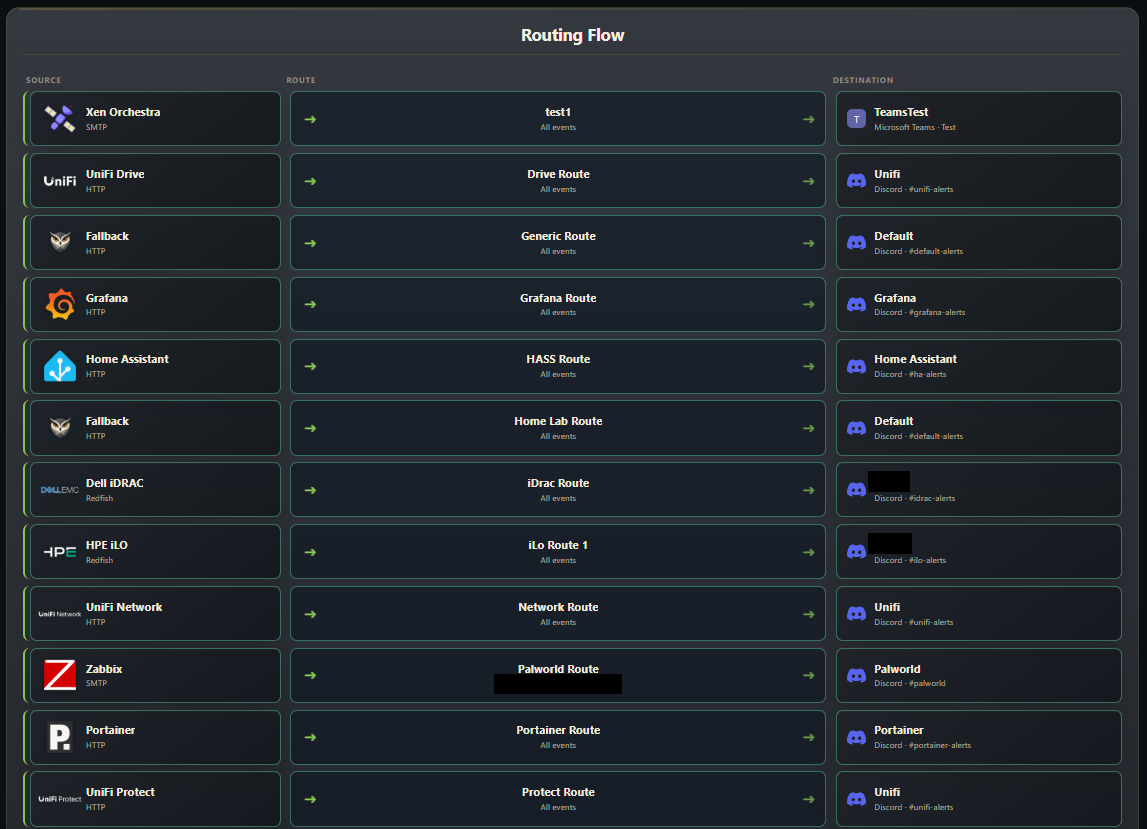 Routing Flow
SOURCE ROUTE DESTINATION
Xen Orchestra
SMTP
test1
All events
T
TeamsTest
Microsoft Teams · Test
UniFi
UniFi Drive
HTTP
Drive Route
All events
Unifi
Discord · #unifi-alerts
Fallback
HTTP
Generic Route
All events
Default
Discord · #default-alerts
Grafana
HTTP
Grafana Route
All events
Grafana
Discord · #grafana-alerts
Home Assistant
HTTP
HASS Route
All events
Home Assistant
Discord · #ha-alerts
Fallback
HTTP
Home Lab Route
All events
Default
Discord · #default-alerts
DELLEMC
Dell iDRAC
Redfish
iDrac Route
All events
Discord · #idrac-alerts
HPE
HPE iLO
Redfish
iLo Route 1
All events
Discord · #ilo-alerts
UniFi Network
UniFi Network
HTTP
Network Route
All events
Unifi
Discord · #unifi-alerts
Z
Zabbix
SMTP
Palworld Route
Palworld
Discord · #palworld
P.
Portainer
HTTP
Portainer Route
All events
Portainer
Discord · #portainer-alerts
UniFi Protect
UniFi Protect
HTTP
Protect Route
All events
Unifi
Discord · #unifi-alerts